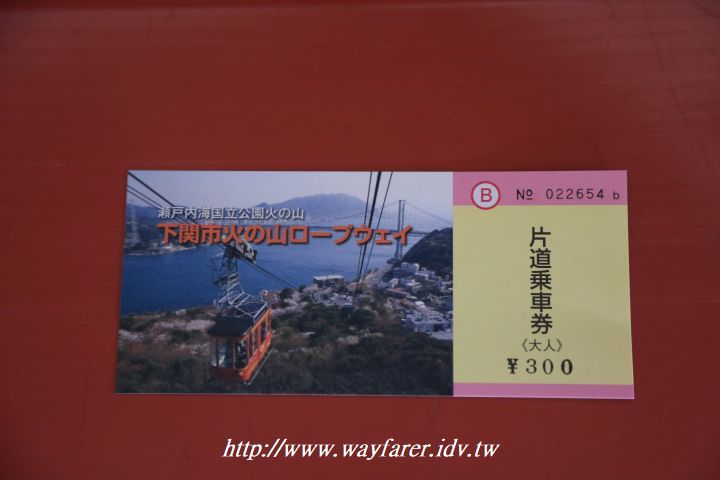 瀬戸内海国立公園火の山
下関市火の山ロープウェイ
B № 022654 b
片道乗車券
《大人》
¥300
http://www.wayfarer.idv.tw